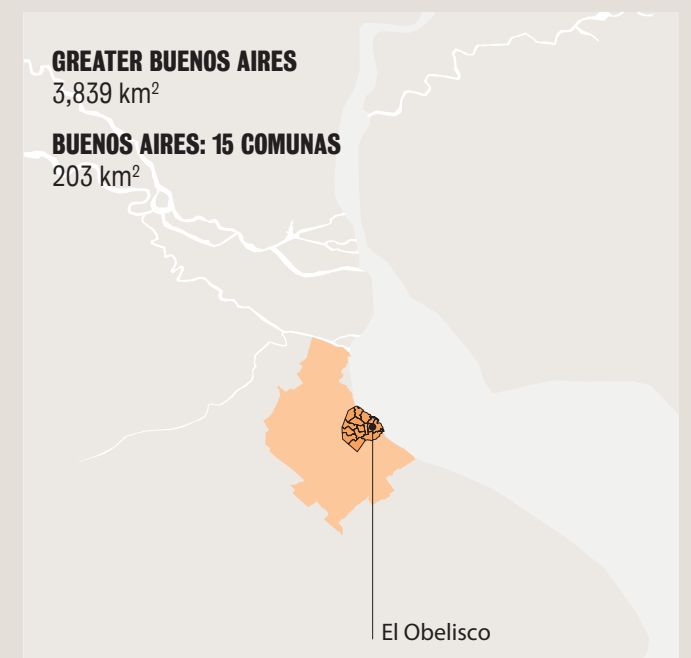 GREATER BUENOS AIRES
3,839 km²
BUENOS AIRES: 15 COMUNAS
203 km²
El Obelisco